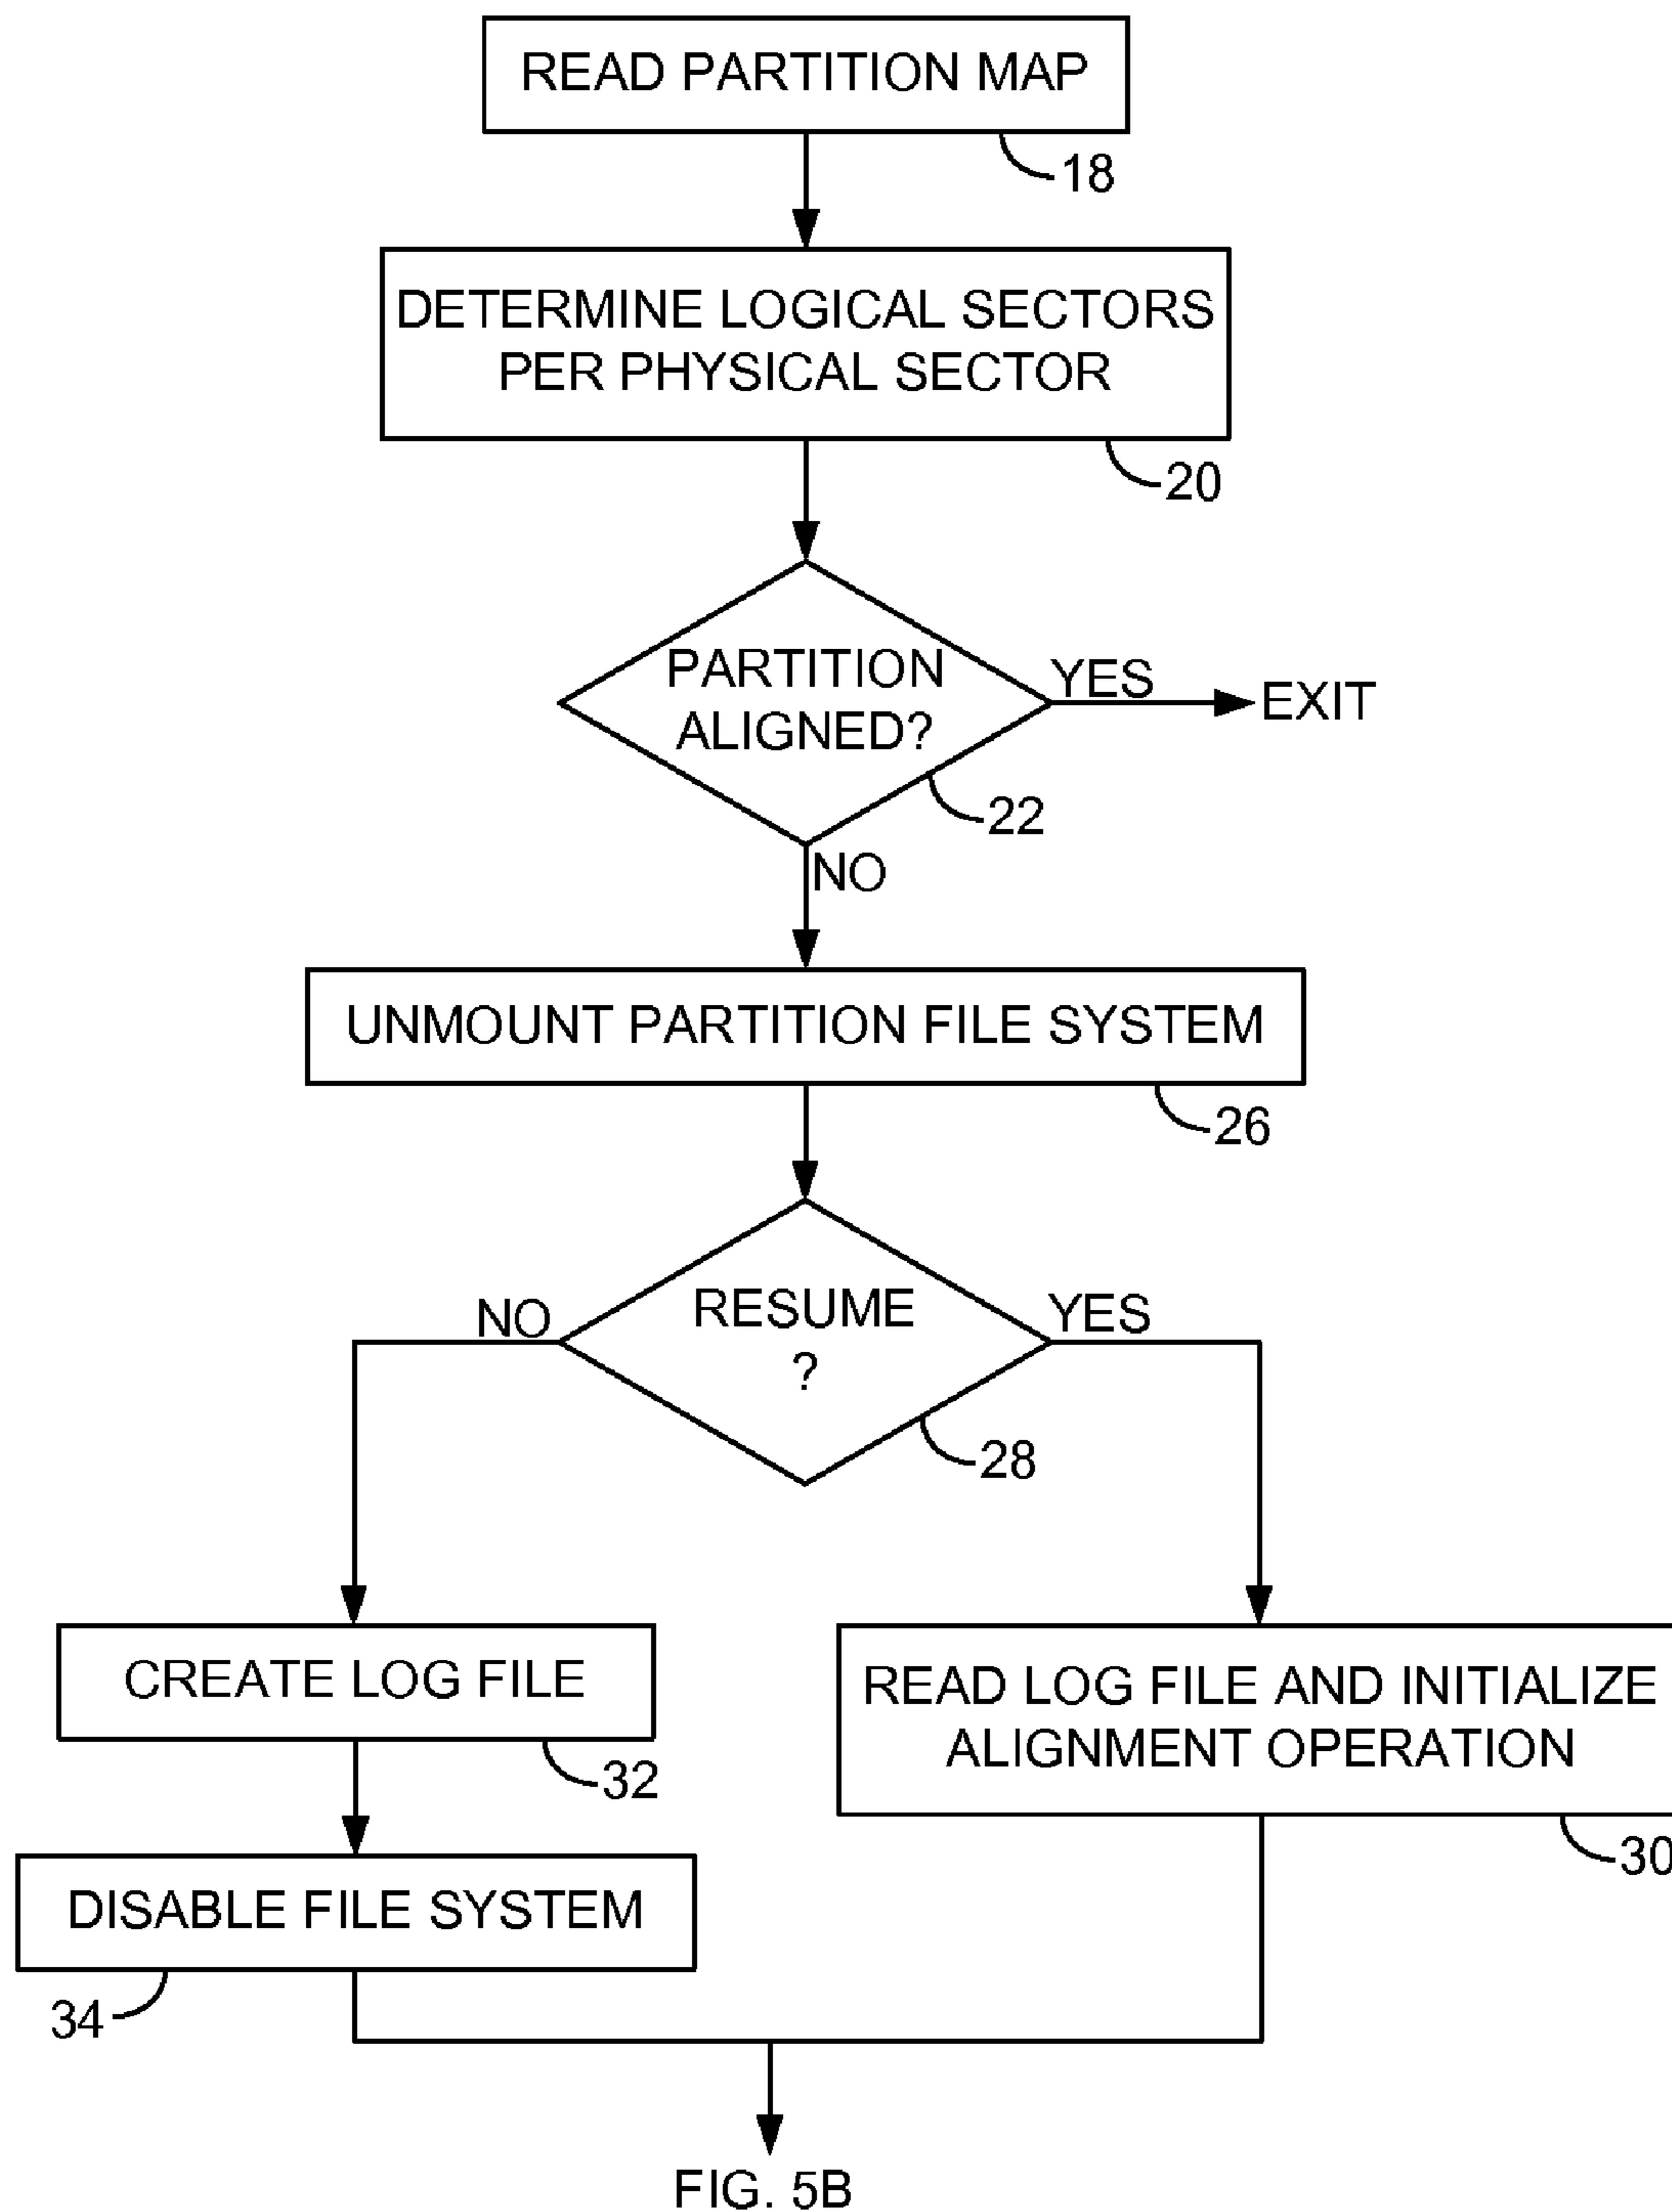 READ PARTITION MAP
18
DETERMINE LOGICAL SECTORS
PER PHYSICAL SECTOR
20
PARTITION
ALIGNED?
YES
EXIT
22
NO
UNMOUNT PARTITION FILE SYSTEM
26
RESUME
?
NO
YES
28
CREATE LOG FILE
32
READ LOG FILE AND INITIALIZE
ALIGNMENT OPERATION
30
DISABLE FILE SYSTEM
34
FIG. 5B